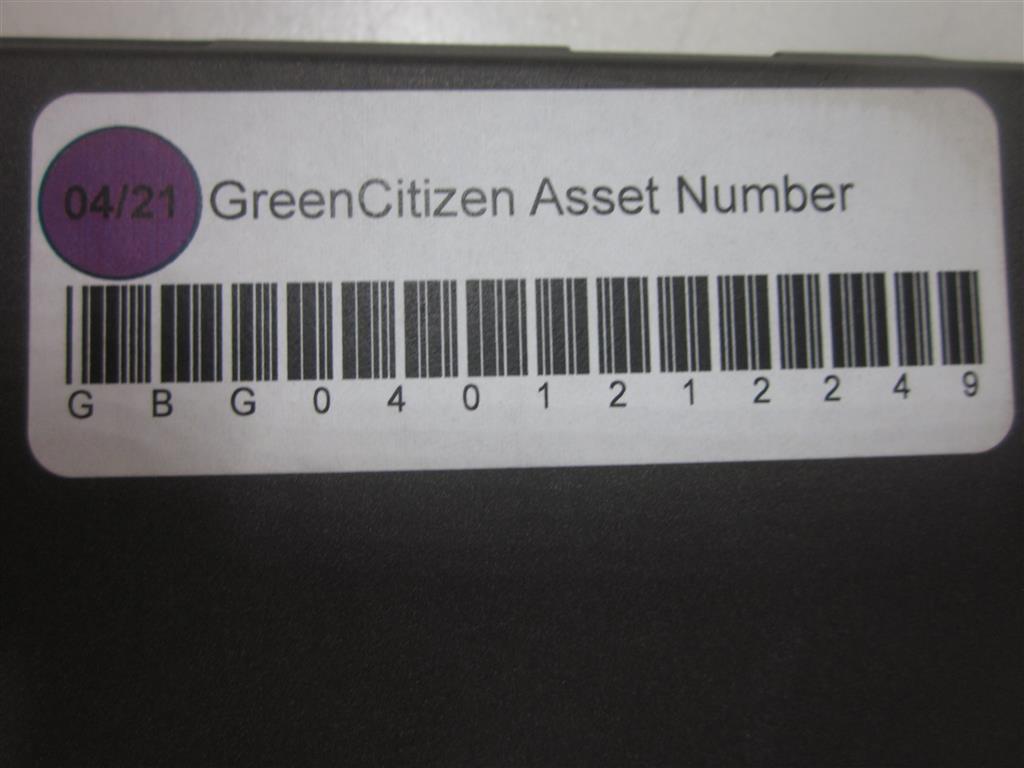 04/21 GreenCitizen Asset Number
G B G 0 4 0 1 2 1 2 2 4 9